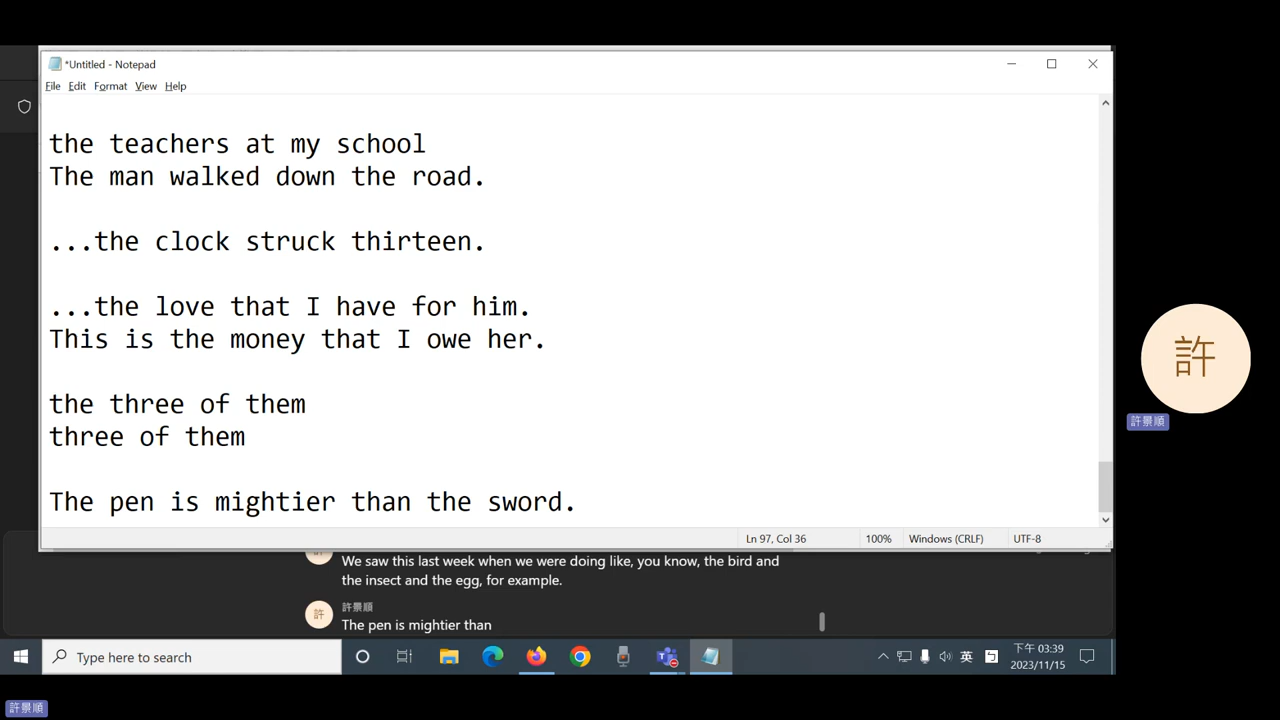 *Untitled - Notepad
File Edit Format View Help
the teachers at my school
The man walked down the road.
...the clock struck thirteen.
...the love that I have for him.
This is the money that I owe her.
the three of them
three of them
The pen is mightier than the sword.
Ln 97, Col 36 100% Windows (CRLF) UTF-8
We saw this last week when we were doing like, you know, the bird and
the insect and the egg, for example.
許景順
許 The pen is mightier than
許
許景順
Type here to search
英
下午 03:39
2023/11/15
許景順